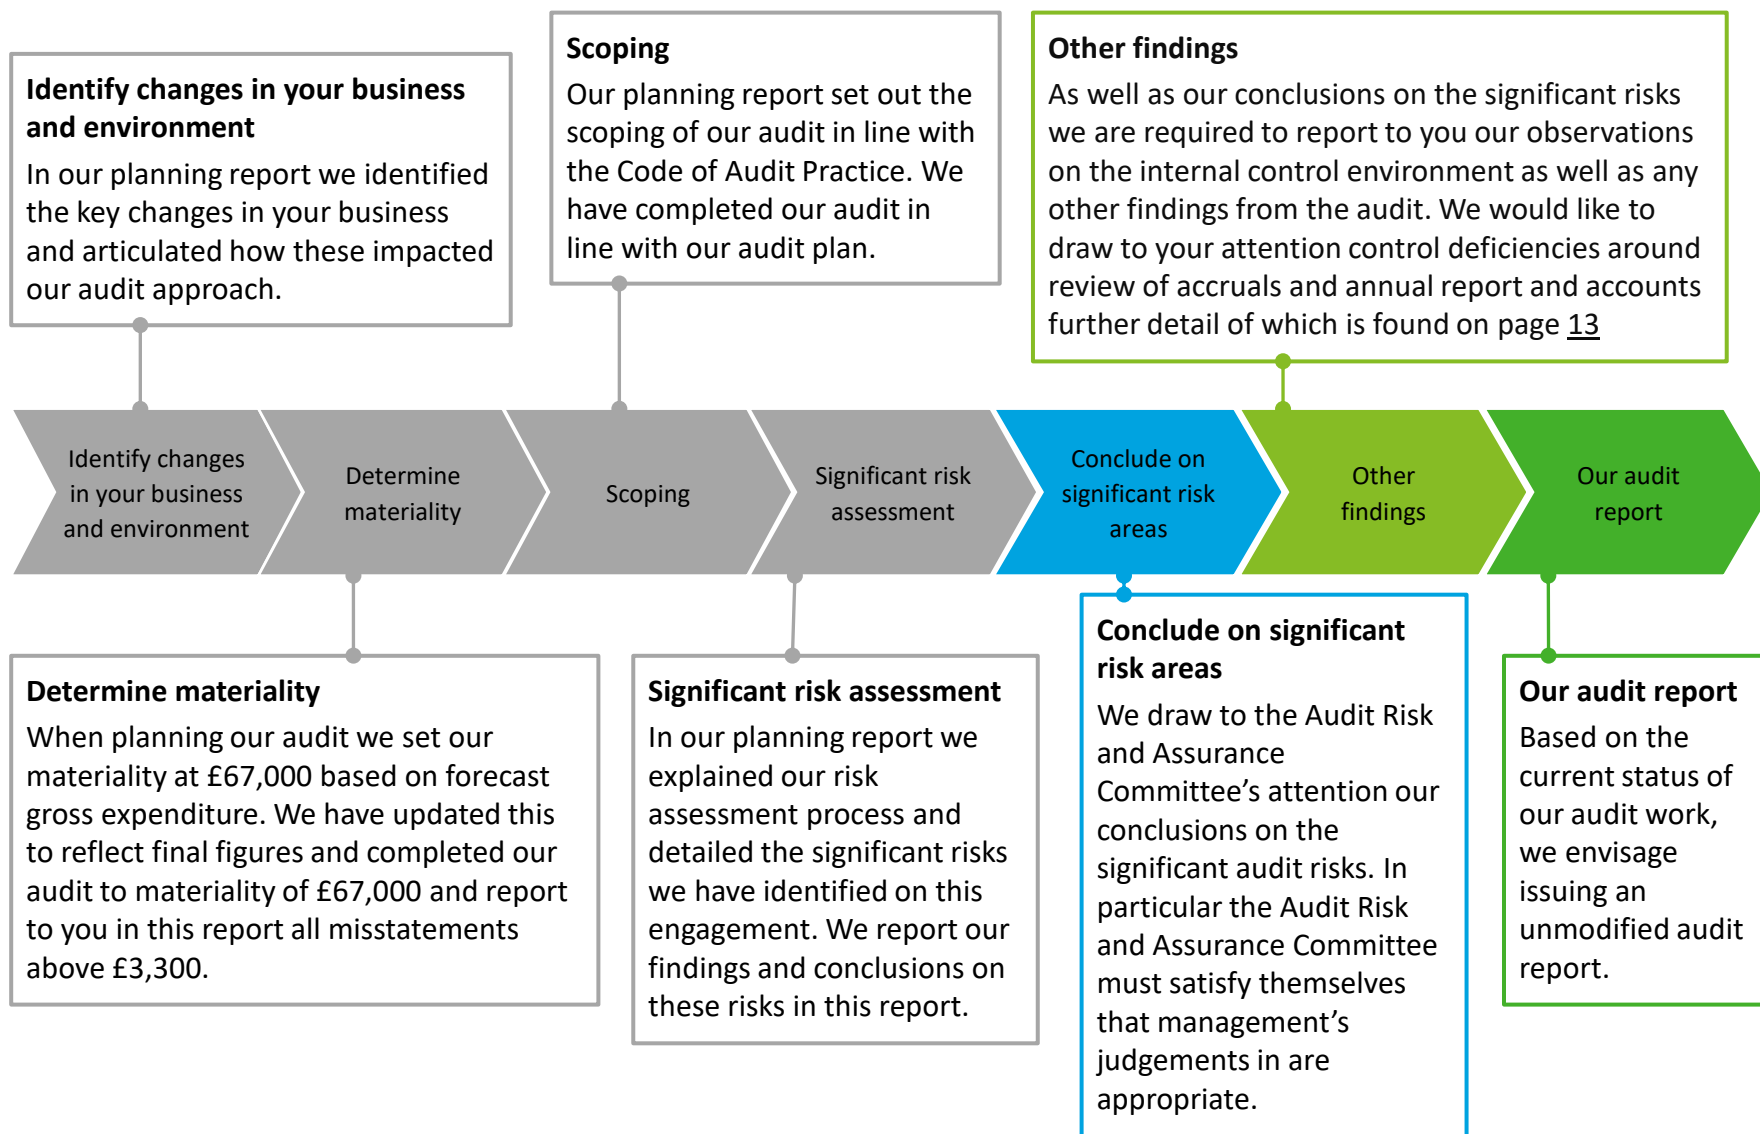 Identify changes in your business
and environment
In our planning report we identified
the key changes in your business
and articulated how these impacted
our audit approach.
Scoping
Our planning report set out the
scoping of our audit in line with
the Code of Audit Practice. We
have completed our audit in
line with our audit plan.
Other findings
As well as our conclusions on the significant risks
we are required to report to you our observations
on the internal control environment as well as any
other findings from the audit. We would like to
draw to your attention control deficiencies around
review of accruals and annual report and accounts
further detail of which is found on page 13
Identify changes
in your business
and environment
Determine
materiality
Scoping
Significant risk
assessment
Conclude on
significant risk
areas
Other
findings
Our audit
report
Determine materiality
When planning our audit we set our
materiality at £67,000 based on forecast
gross expenditure. We have updated this
to reflect final figures and completed our
audit to materiality of £67,000 and report
to you in this report all misstatements
above £3,300.
Significant risk assessment
In our planning report we
explained our risk
assessment process and
detailed the significant risks
we have identified on this
engagement. We report our
findings and conclusions on
these risks in this report.
Conclude on significant
risk areas
We draw to the Audit Risk
and Assurance
Committee’s attention our
conclusions on the
significant audit risks. In
particular the Audit Risk
and Assurance Committee
must satisfy themselves
that management’s
judgements in are
appropriate.
Our audit report
Based on the
current status of
our audit work,
we envisage
issuing an
unmodified audit
report.